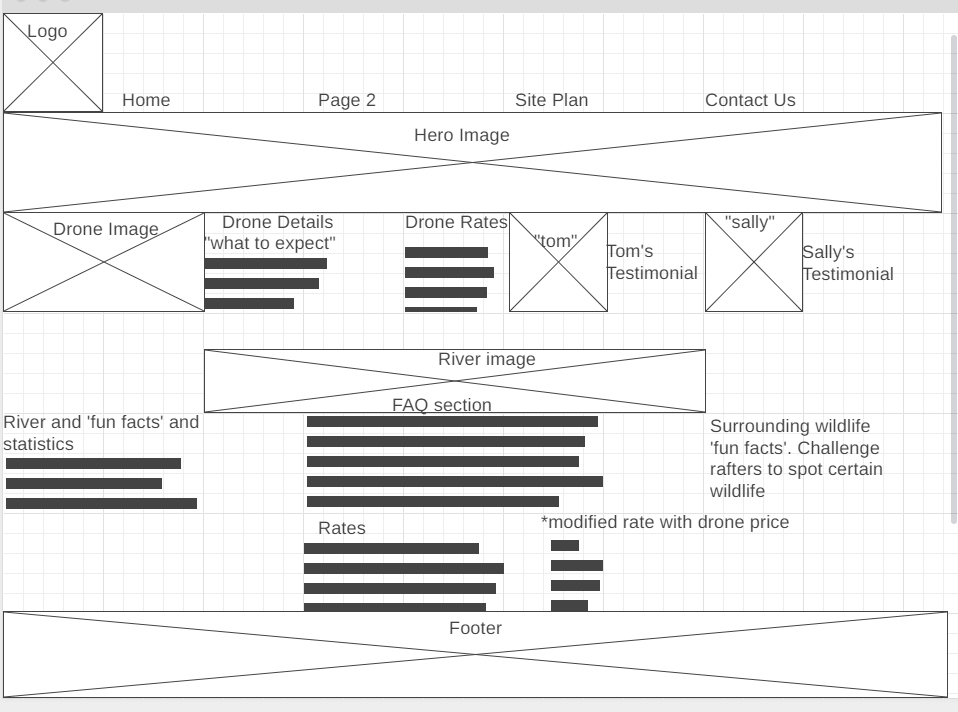 Logo
Home
Page 2
Site Plan
Contact Us
Hero Image
Drone Image
Drone Details
"what to expect"
Drone Rates
"tom"
Tom's
Testimonial
"sally"
Sally's
Testimonial
River image
FAQ section
River and 'fun facts' and
statistics
Surrounding wildlife
'fun facts'. Challenge
rafters to spot certain
wildlife
Rates
*modified rate with drone price
Footer